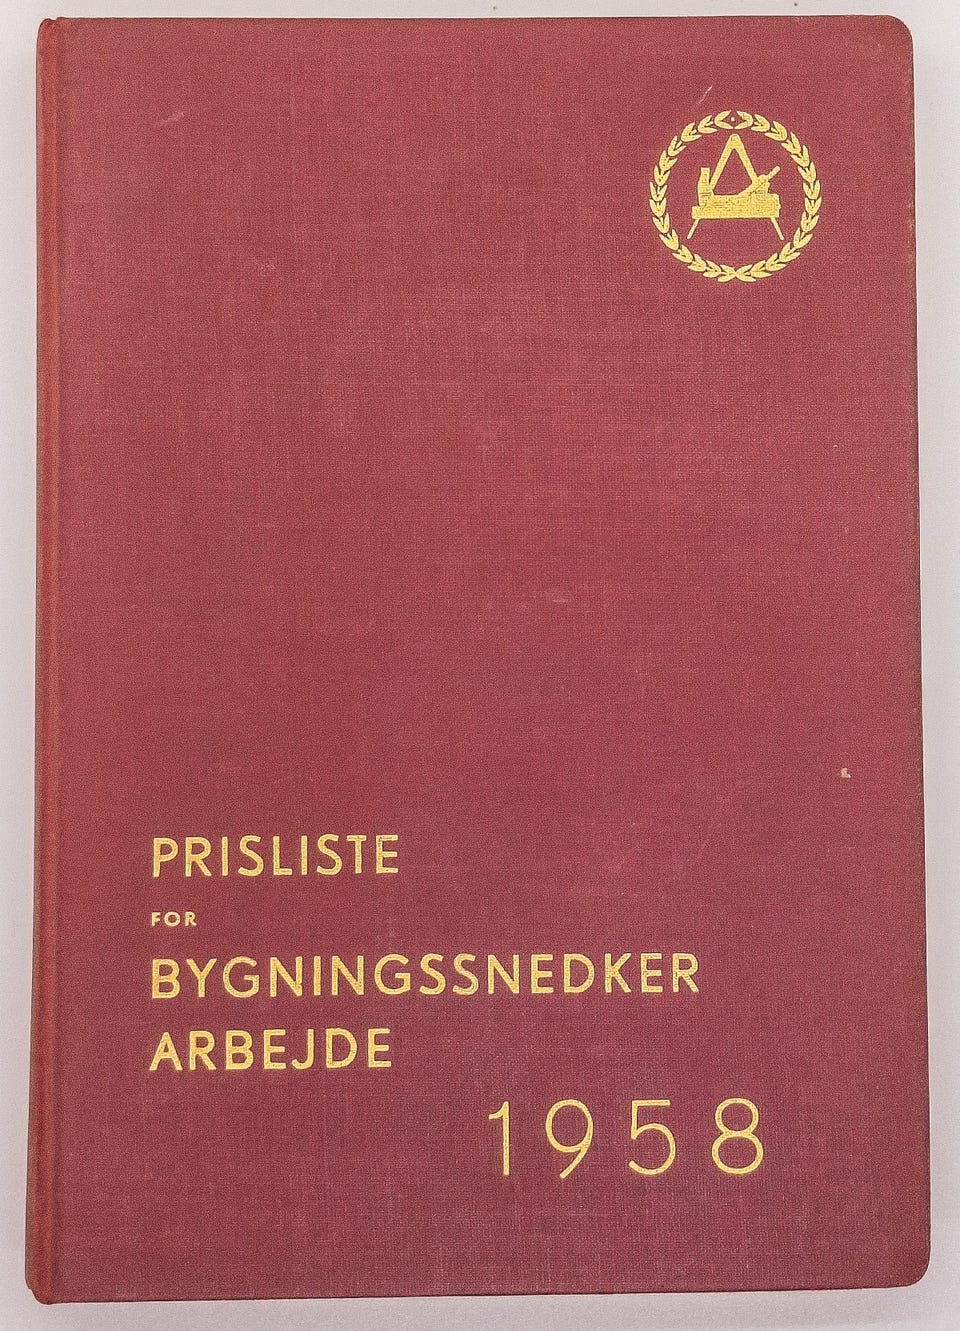 PRISLISTE
FOR
BYGNINGSSNEDKER
ARBEJDE
1958